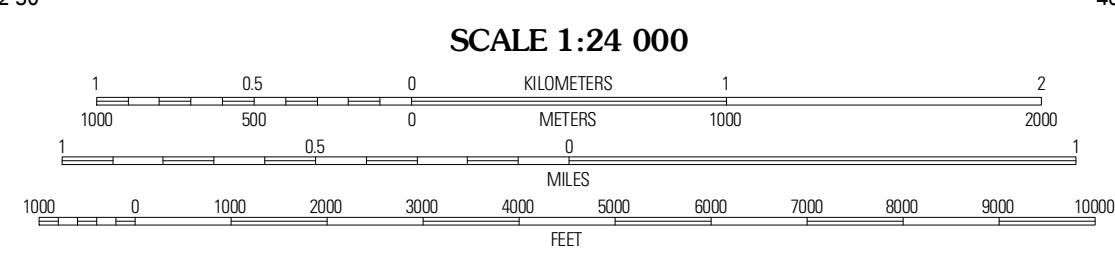 SCALE 1:24 000
1 0.5 0 KILOMETERS 1 2
1000 500 0 METERS 1000 2000
1 0.5 0 1
MILES
1000 0 1000 2000 3000 4000 5000 6000 7000 8000 9000 10000
FEET